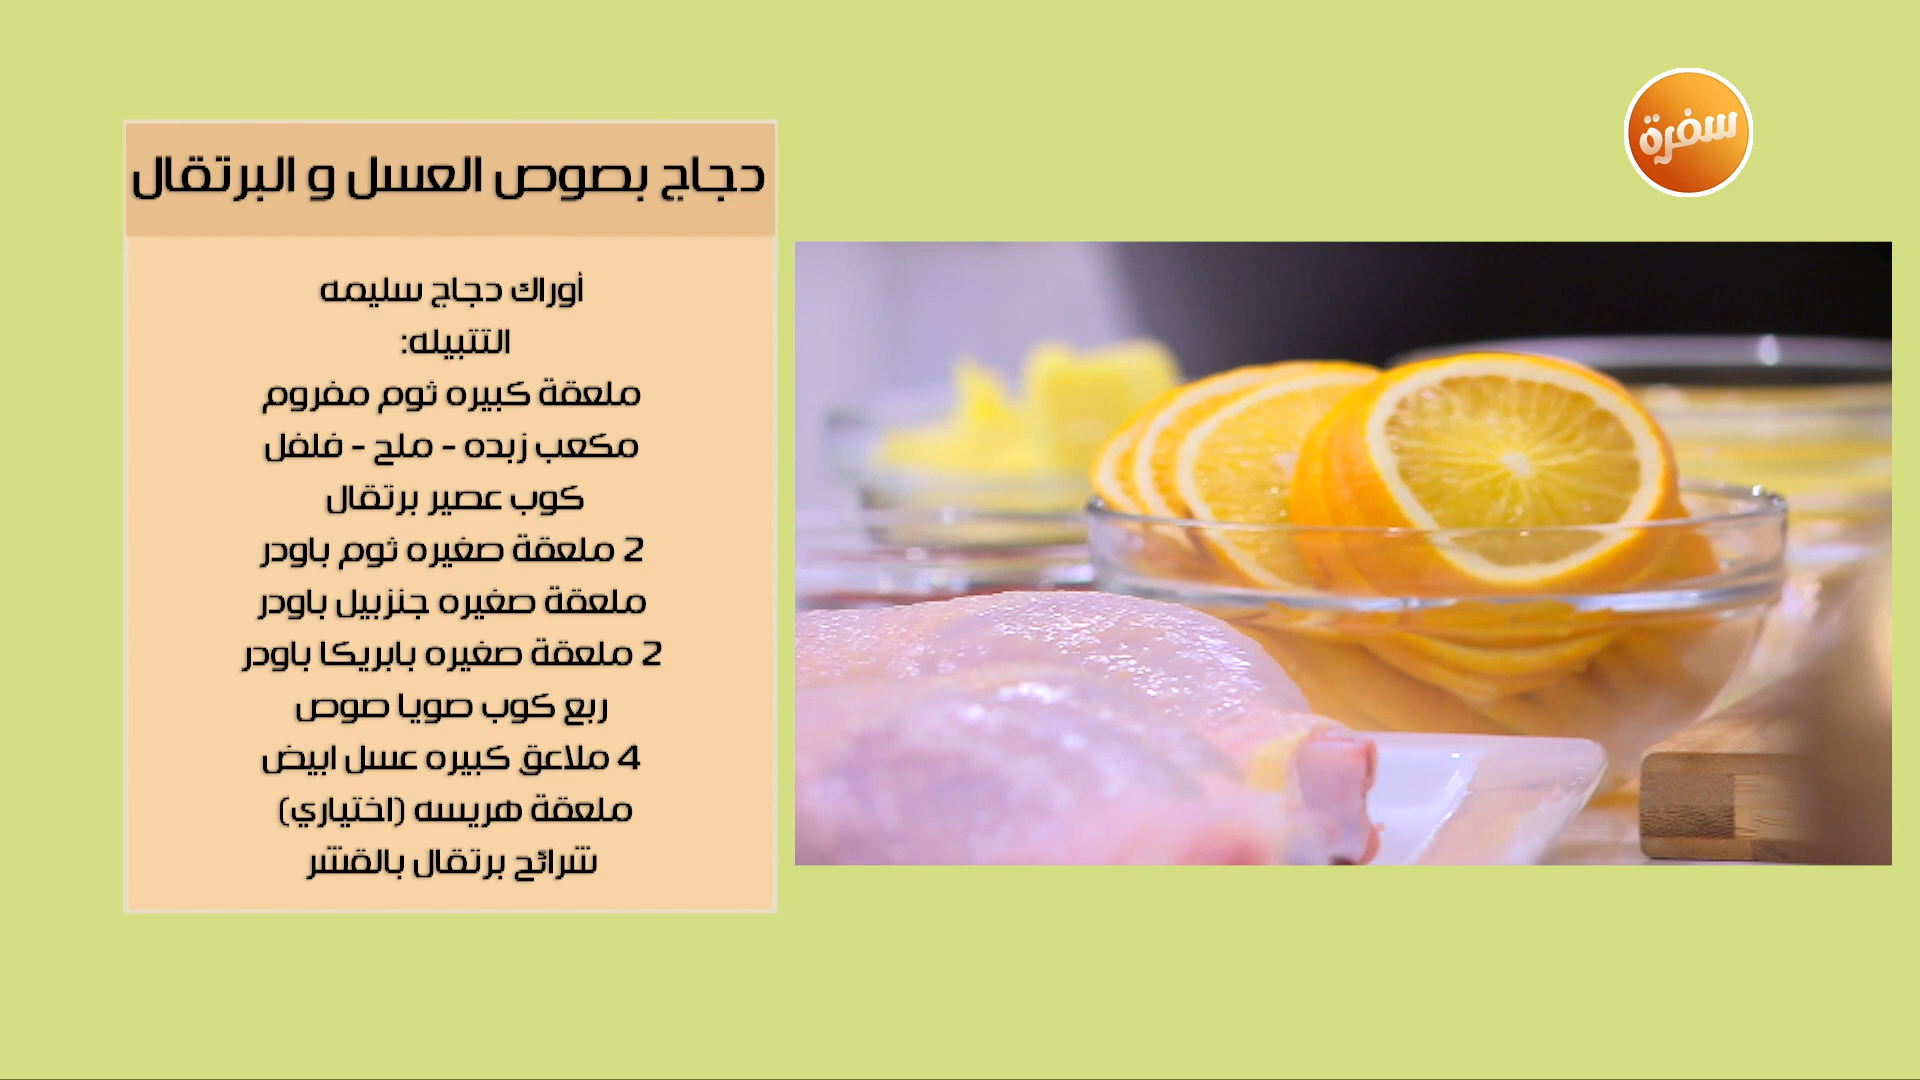 سفرة
دجاج بصوص العسل و البرتقال
أوراك دجاج سليمه
التتبيله:
ملعقة كبيره ثوم مفروم
مكعب زبده - ملح - فلفل
كوب عصير برتقال
2 ملعقة صغيره ثوم باودر
ملعقة صغيره جنزبيل باودر
2 ملعقة صغيره بابريكا باودر
ربع كوب صويا صوص
4 ملاعق كبيره عسل ابيض
ملعقة هريسه (اختياري)
شرائح برتقال بالقشر